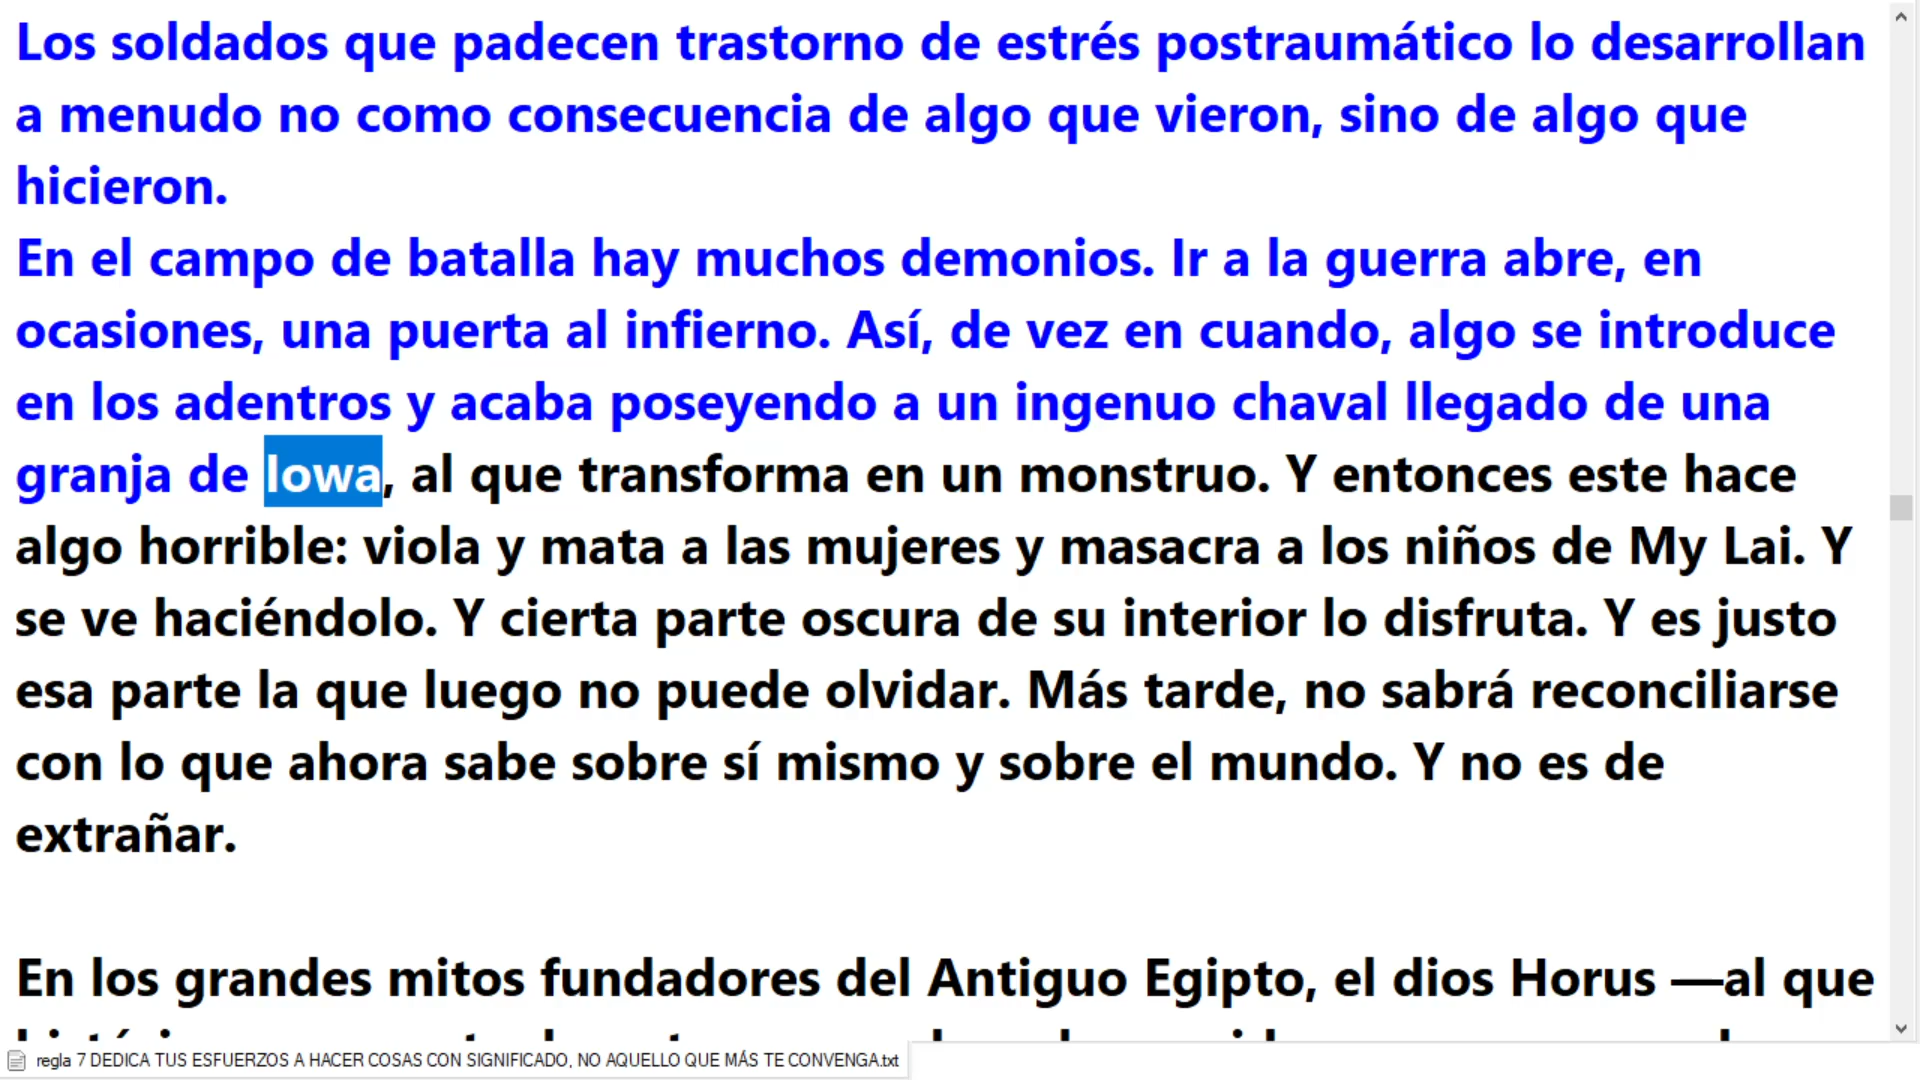 Los soldados que padecen trastorno de estrés postraumático lo desarrollan
a menudo no como consecuencia de algo que vieron, sino de algo que
hicieron.
En el campo de batalla hay muchos demonios. Ir a la guerra abre, en
ocasiones, una puerta al infierno. Así, de vez en cuando, algo se introduce
en los adentros y acaba poseyendo a un ingenuo chaval llegado de una
granja de Iowa, al que transforma en un monstruo. Y entonces este hace
algo horrible: viola y mata a las mujeres y masacra a los niños de My Lai. Y
se ve haciéndolo. Y cierta parte oscura de su interior lo disfruta. Y es justo
esa parte la que luego no puede olvidar. Más tarde, no sabrá reconciliarse
con lo que ahora sabe sobre sí mismo y sobre el mundo. Y no es de
extrañar.
En los grandes mitos fundadores del Antiguo Egipto, el dios Horus —al que
regla 7 DEDICA TUS ESFUERZOS A HACER COSAS CON SIGNIFICADO, NO AQUELLO QUE MÁS TE CONVENGA.txt